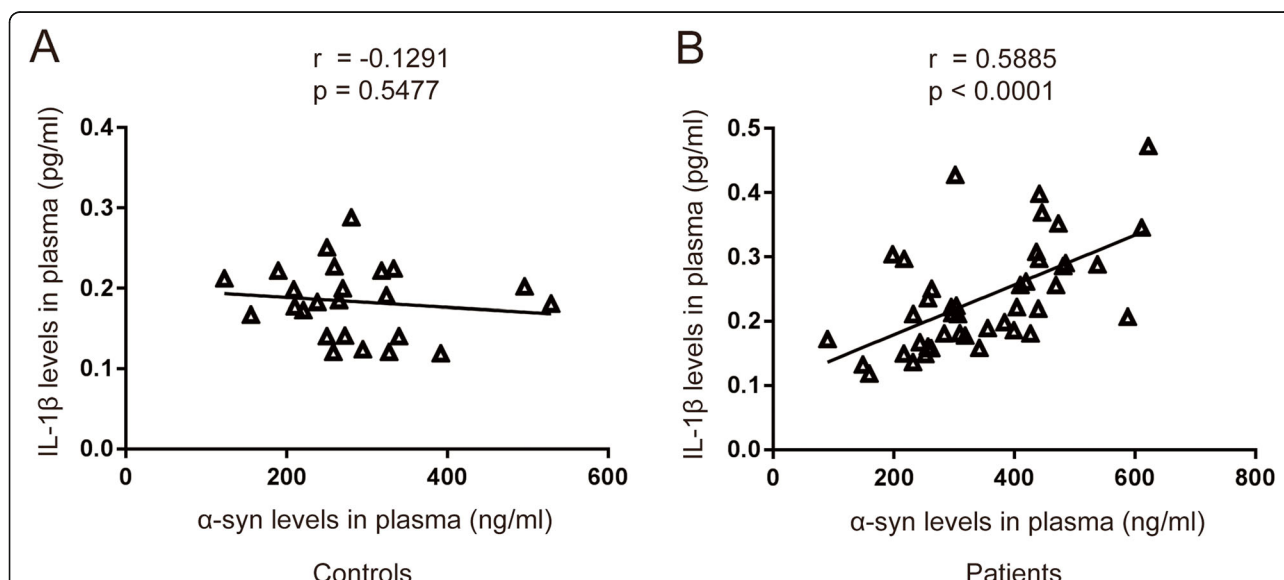 A
r = -0.1291
p = 0.5477
IL-1β levels in plasma (pg/ml)
0.4
0.3
0.2
0.1
0.0
0
200
400
600
α-syn levels in plasma (ng/ml)
Controls
B
r = 0.5885
p < 0.0001
IL-1β levels in plasma (pg/ml)
0.5
0.4
0.3
0.2
0.1
0.0
0
200
400
600
800
α-syn levels in plasma (ng/ml)
Patients